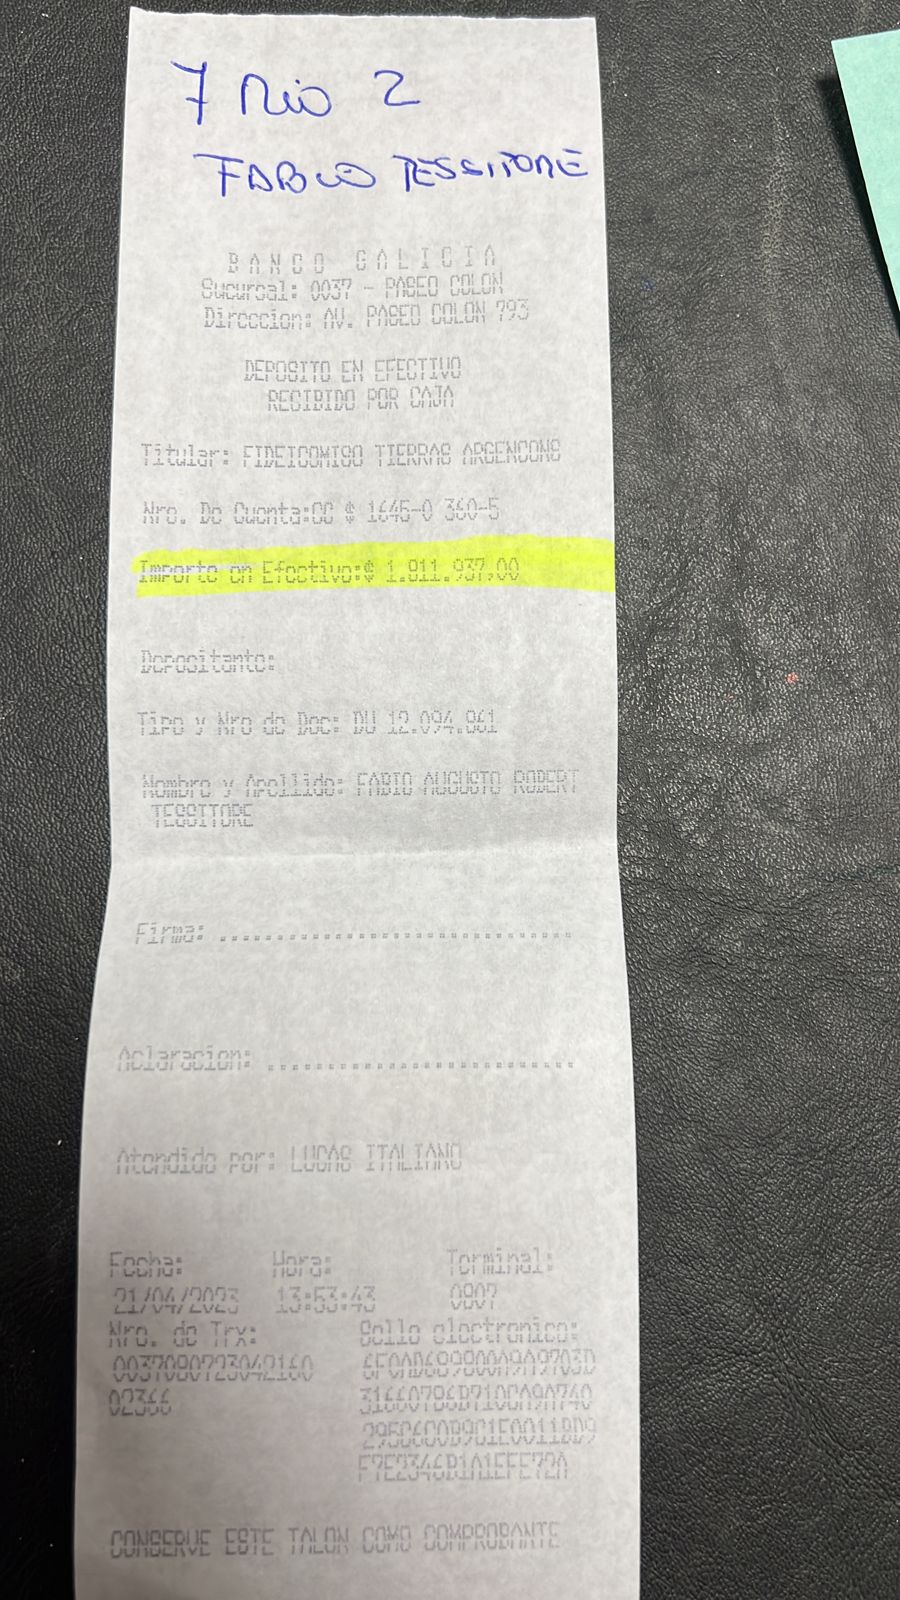 7 Rio 2
FABIO TESSITORE
BANCO GALICIA
Sucursal: 0037 - PASEO COLON
Direccion: AV. PASEO COLON 793
DEPOSITO EN EFECTIVO
RECIBIDO POR CAJA
Titular: FIDEICOMISO TIERRAS ARGENCONS
Nro. De Cuenta:CC $ 1645-0 360-5
Importe en Efectivo:$ 1.811.937,00
Depositante:
Tipo y Nro de Doc: DU 12.094.861
Nombre y Apellido: FABIO AUGUSTO ROBERT
TESSITORE
Firma: ................................
Aclaracion: ............................
Atendido por: LUCAS ITALIANO
Fecha: Hora: Terminal:
21/04/2023 13:53:43 0807
Nro. de Trx: Sello electronico:
0037080723042160
02366
CONSERVE ESTE TALON COMO COMPROBANTE